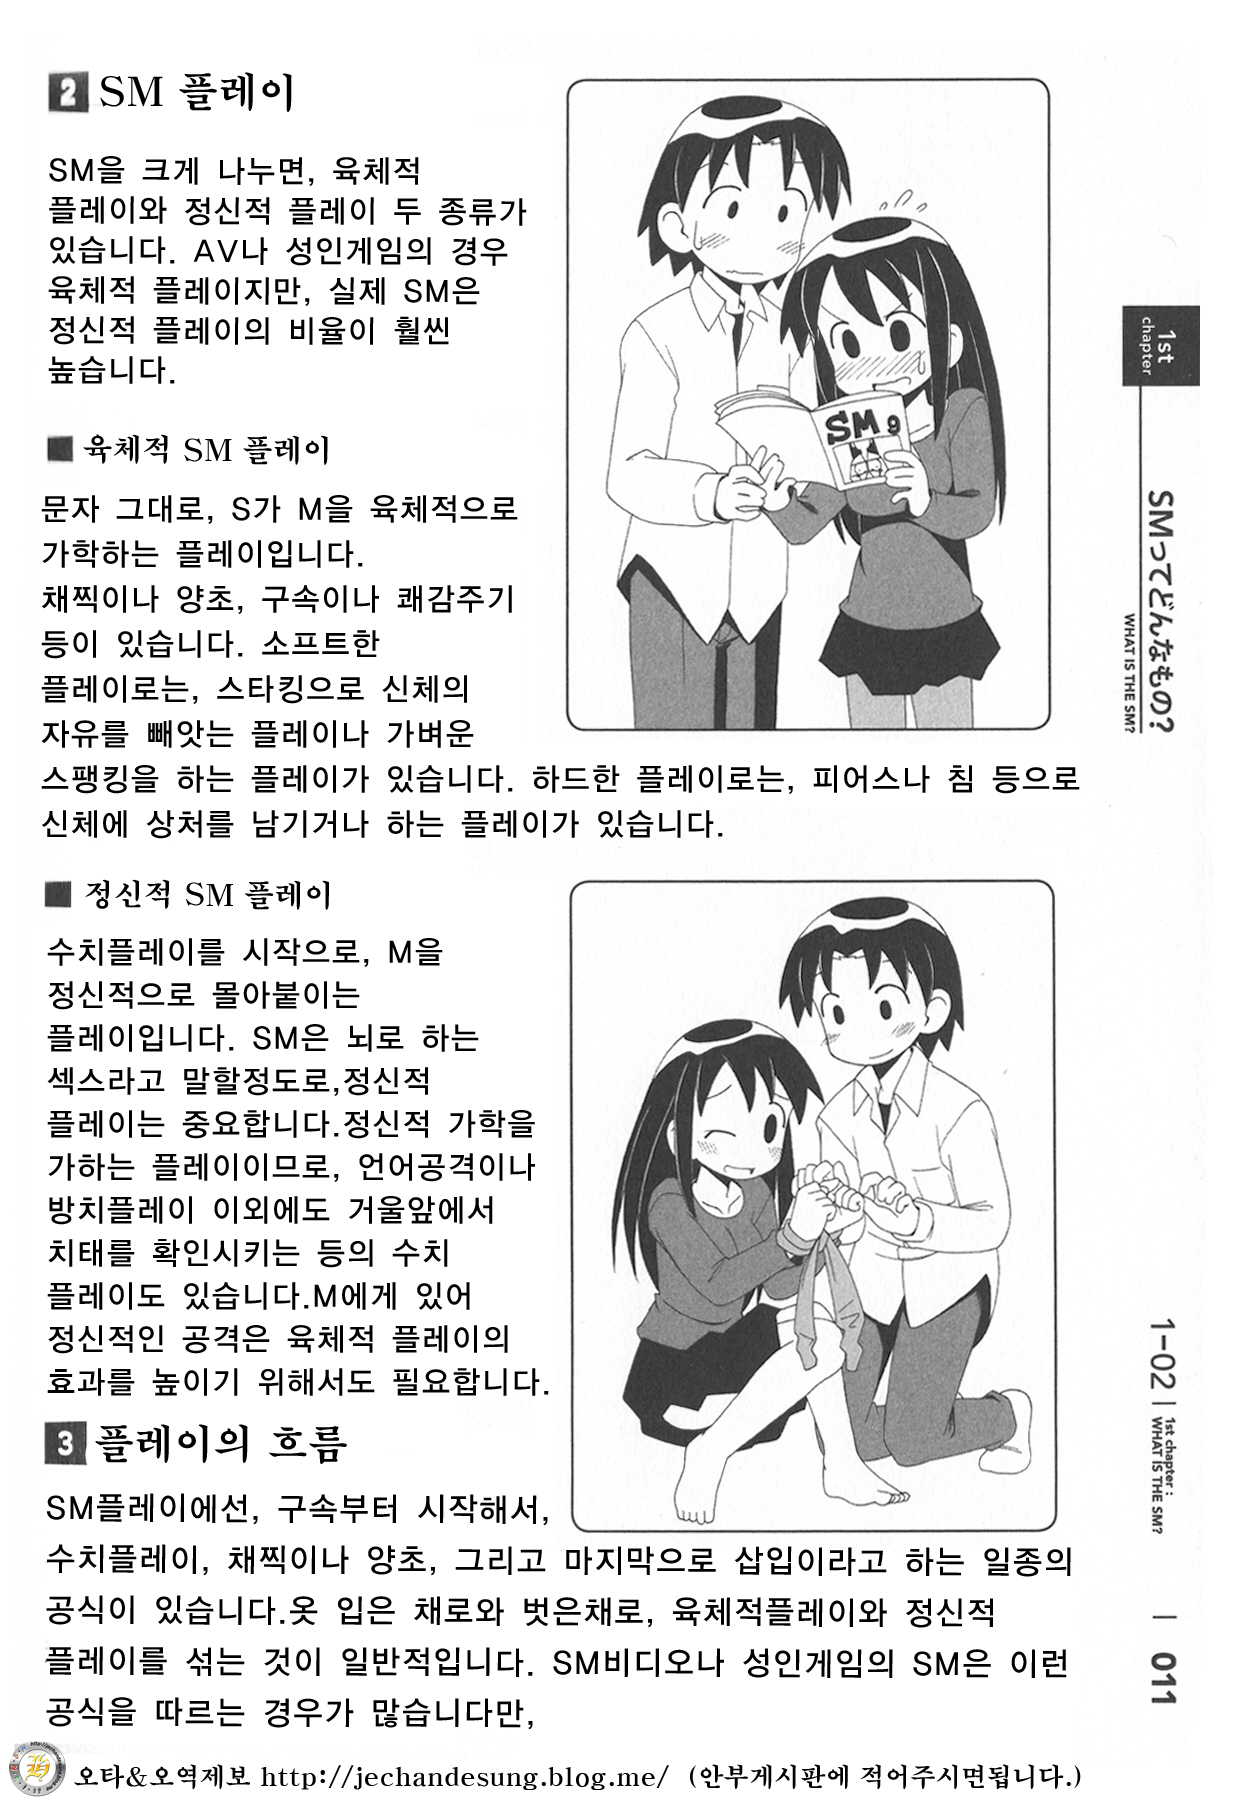 2 SM 플레이
SM을 크게 나누면, 육체적
플레이와 정신적 플레이 두 종류가
있습니다. AV나 성인게임의 경우
육체적 플레이지만, 실제 SM은
정신적 플레이의 비율이 훨씬
높습니다.
■ 육체적 SM 플레이
문자 그대로, S가 M을 육체적으로
가학하는 플레이입니다.
채찍이나 양초, 구속이나 쾌감주기
등이 있습니다. 소프트한
플레이로는, 스타킹으로 신체의
자유를 빼앗는 플레이나 가벼운
스팽킹을 하는 플레이가 있습니다. 하드한 플레이로는, 피어스나 침 등으로
신체에 상처를 남기거나 하는 플레이가 있습니다.
SM 9
■ 정신적 SM 플레이
수치플레이를 시작으로, M을
정신적으로 몰아붙이는
플레이입니다. SM은 뇌로 하는
섹스라고 말할정도로,정신적
플레이는 중요합니다.정신적 가학을
가하는 플레이이므로, 언어공격이나
방치플레이 이외에도 거울앞에서
치태를 확인시키는 등의 수치
플레이도 있습니다.M에게 있어
정신적인 공격은 육체적 플레이의
효과를 높이기 위해서도 필요합니다.
3 플레이의 흐름
SM플레이에선, 구속부터 시작해서,
수치플레이, 채찍이나 양초, 그리고 마지막으로 삽입이라고 하는 일종의
공식이 있습니다.옷 입은 채로와 벗은채로, 육체적플레이와 정신적
플레이를 섞는 것이 일반적입니다. SM비디오나 성인게임의 SM은 이런
공식을 따르는 경우가 많습니다만,
1st
chapter
SMってどんなもの?
WHAT IS THE SM?
1-02
1st chapter :
WHAT IS THE SM?
011
오타&오역제보 http://jechandesung.blog.me/ (안부게시판에 적어주시면됩니다.)